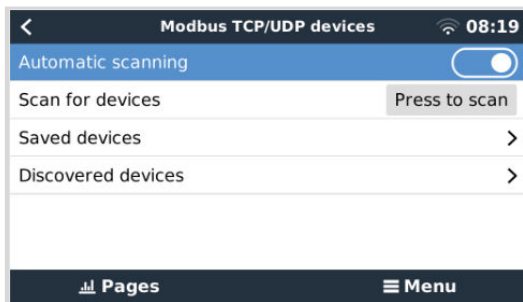 Modbus TCP/UDP devices 08:19
Automatic scanning
Scan for devices Press to scan
Saved devices
Discovered devices
Pages Menu